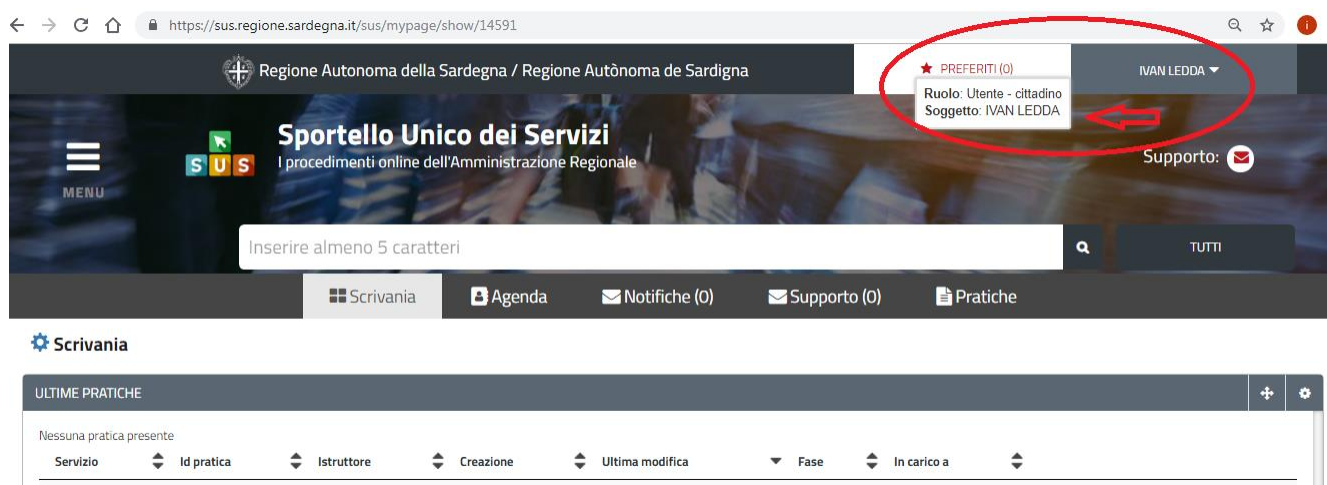 https://sus.regione.sardegna.it/sus/mypage/show/14591
i
Regione Autonoma della Sardegna / Regione Autònoma de Sardigna
PREFERITI (0)
IVAN LEDDA
Ruolo: Utente - cittadino
Soggetto: IVAN LEDDA
MENU
SUS
Sportello Unico dei Servizi
I procedimenti online dell'Amministrazione Regionale
Supporto:
Inserire almeno 5 caratteri
TUTTI
Scrivania Agenda Notifiche (0) Supporto (0) Pratiche
Scrivania
ULTIME PRATICHE
Nessuna pratica presente
Servizio Id pratica Istruttore Creazione Ultima modifica Fase In carico a